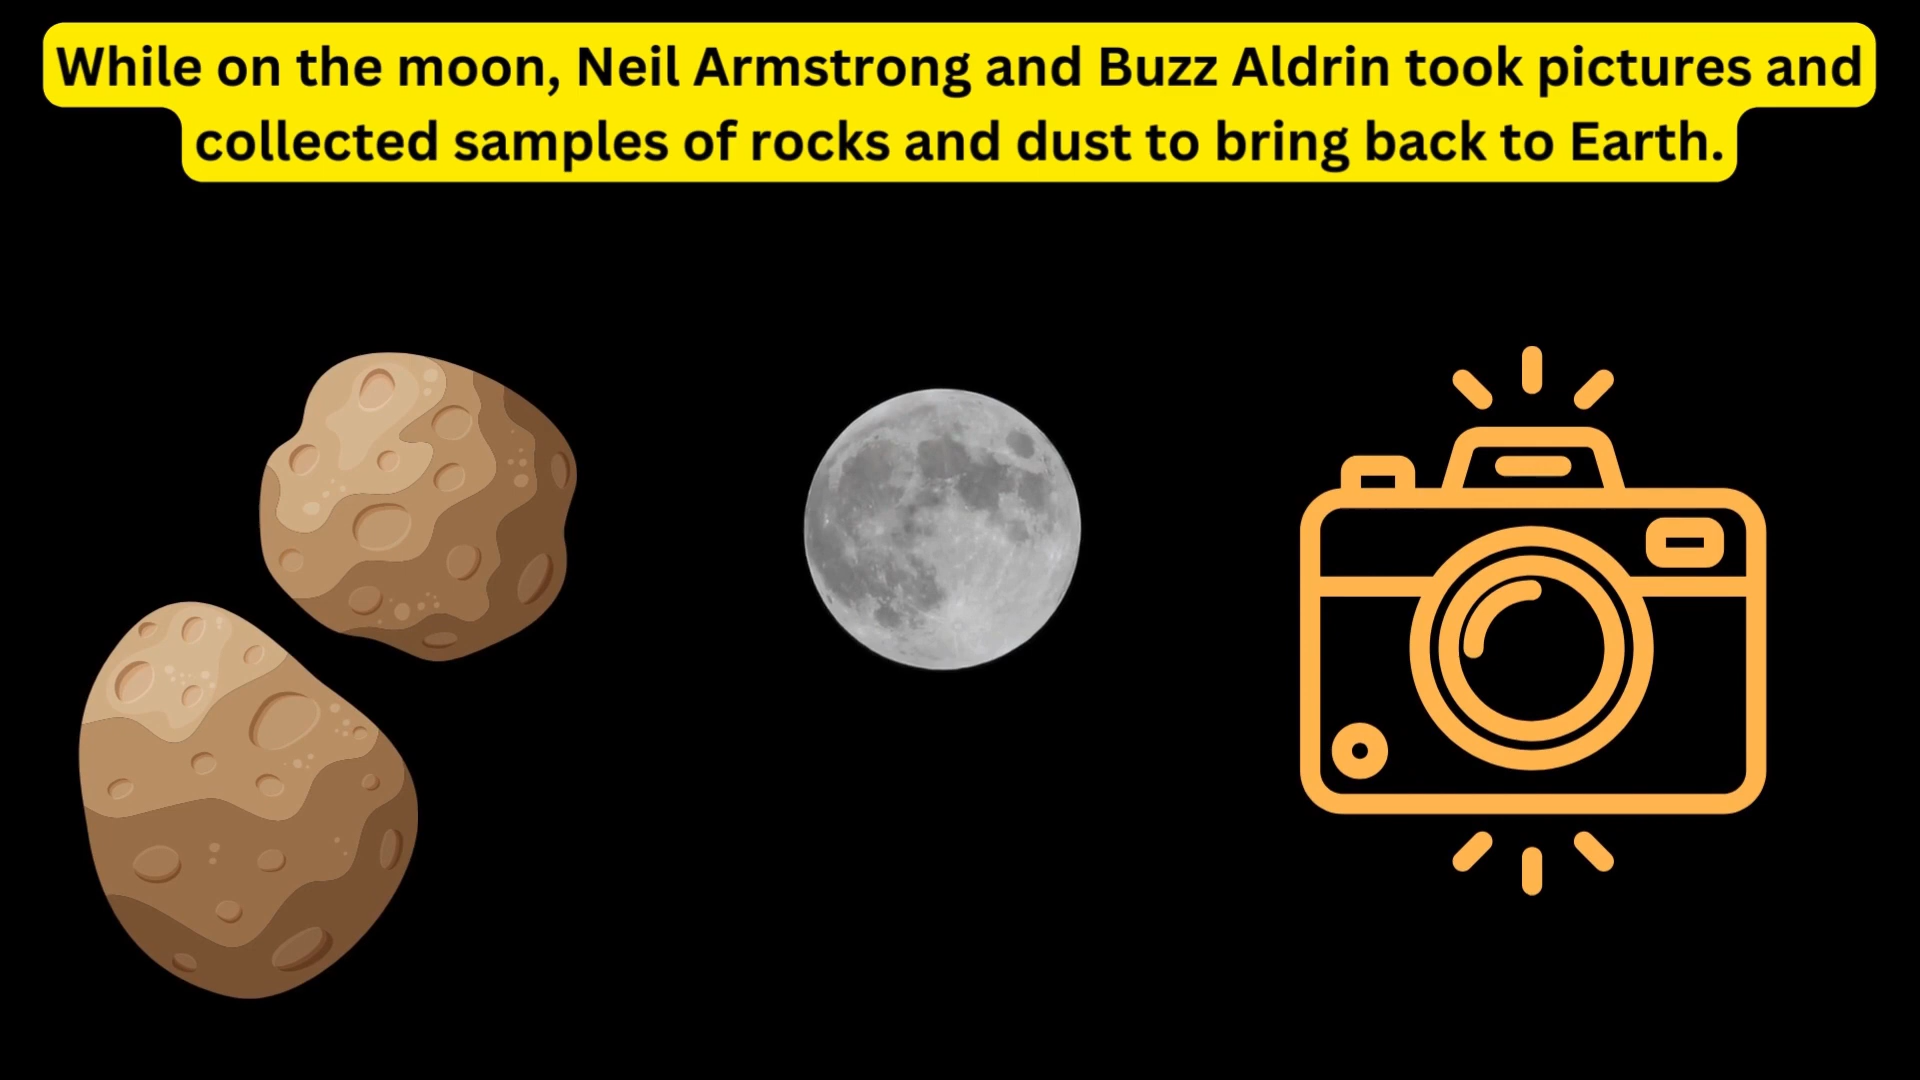 While on the moon, Neil Armstrong and Buzz Aldrin took pictures and
collected samples of rocks and dust to bring back to Earth.